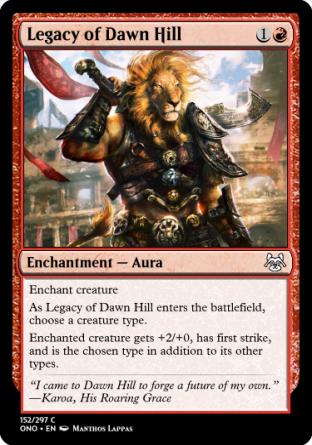 Legacy of Dawn Hill 1
Enchantment — Aura
Enchant creature
As Legacy of Dawn Hill enters the battlefield,
choose a creature type.
Enchanted creature gets +2/+0, has first strike,
and is the chosen type in addition to its other
types.
“I came to Dawn Hill to forge a future of my own.”
—Karoa, His Roaring Grace
152/297 C
ONO • EN Manthos Lappas